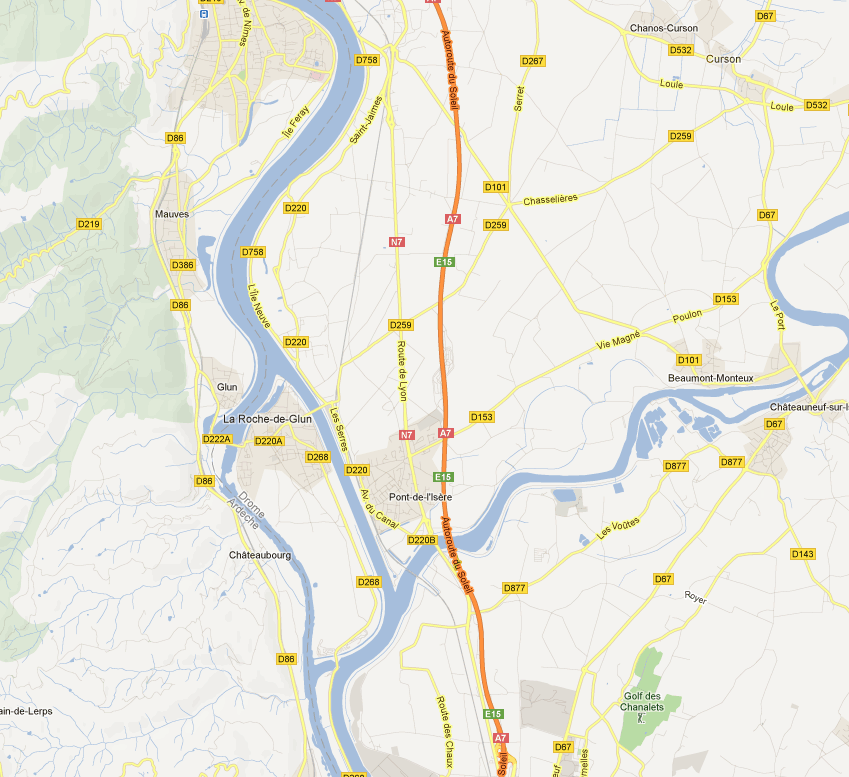 Av. de Nîmes
Autoroute du Soleil
Chanos-Curson
D67
D532
Curson
D758
D267
Loule
Loule
D532
Serret
Île Feray
Saint-Jaimes
D86
D259
D101
Chasselières
Mauves
D220
A7
D67
D219
D259
N7
D758
E15
D386
D86
L'Île Neuve
D153
Le Port
Poulon
D259
D220
Vie Magné
Route de Lyon
D101
Beaumont-Monteux
Glun
Les Serres
La Roche-de-Glun
D153
D67
N7
A7
D222A
D220A
D268
D220
D877
D877
E15
D86
Pont-de-l'Isère
Drome
Ardèche
Av. du Canal
Les Voûtes
D220B
Autoroute du Soleil
Châteaubourg
D143
D268
D877
D67
Royer
D86
Golf des
Chanalets
Route des Chaux
E15
A7
D67
Soleil